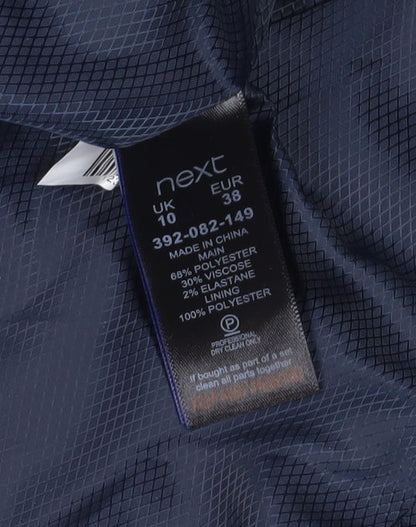 next
UK EUR
10 38
392-082-149
MADE IN CHINA
MAIN
68% POLYESTER
30% VISCOSE
2% ELASTANE
LINING
100% POLYESTER
P
PROFESSIONAL
DRY CLEAN ONLY
If bought as part of a set
clean all parts together